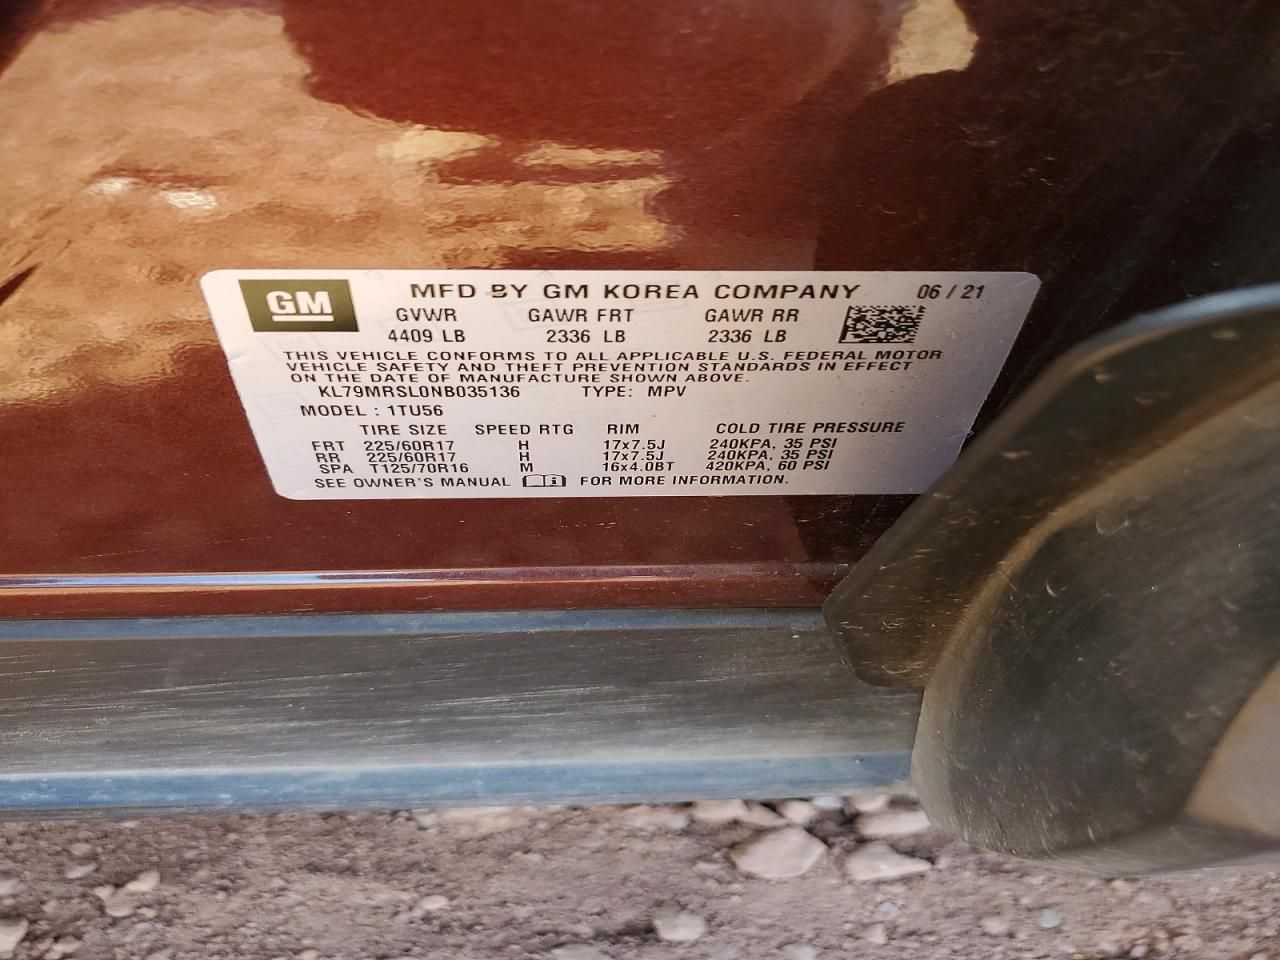 GM MFD BY GM KOREA COMPANY 06 / 21
GVWR GAWR FRT GAWR RR
4409 LB 2336 LB 2336 LB
THIS VEHICLE CONFORMS TO ALL APPLICABLE U.S. FEDERAL MOTOR
VEHICLE SAFETY AND THEFT PREVENTION STANDARDS IN EFFECT
ON THE DATE OF MANUFACTURE SHOWN ABOVE.
KL79MRSL0NB035136 TYPE: MPV
MODEL : 1TU56
TIRE SIZE SPEED RTG RIM COLD TIRE PRESSURE
FRT 225/60R17 H 17x7.5J 240KPA, 35 PSI
RR 225/60R17 H 17x7.5J 240KPA, 35 PSI
SPA T125/70R16 M 16x4.0BT 420KPA, 60 PSI
SEE OWNER'S MANUAL i FOR MORE INFORMATION.